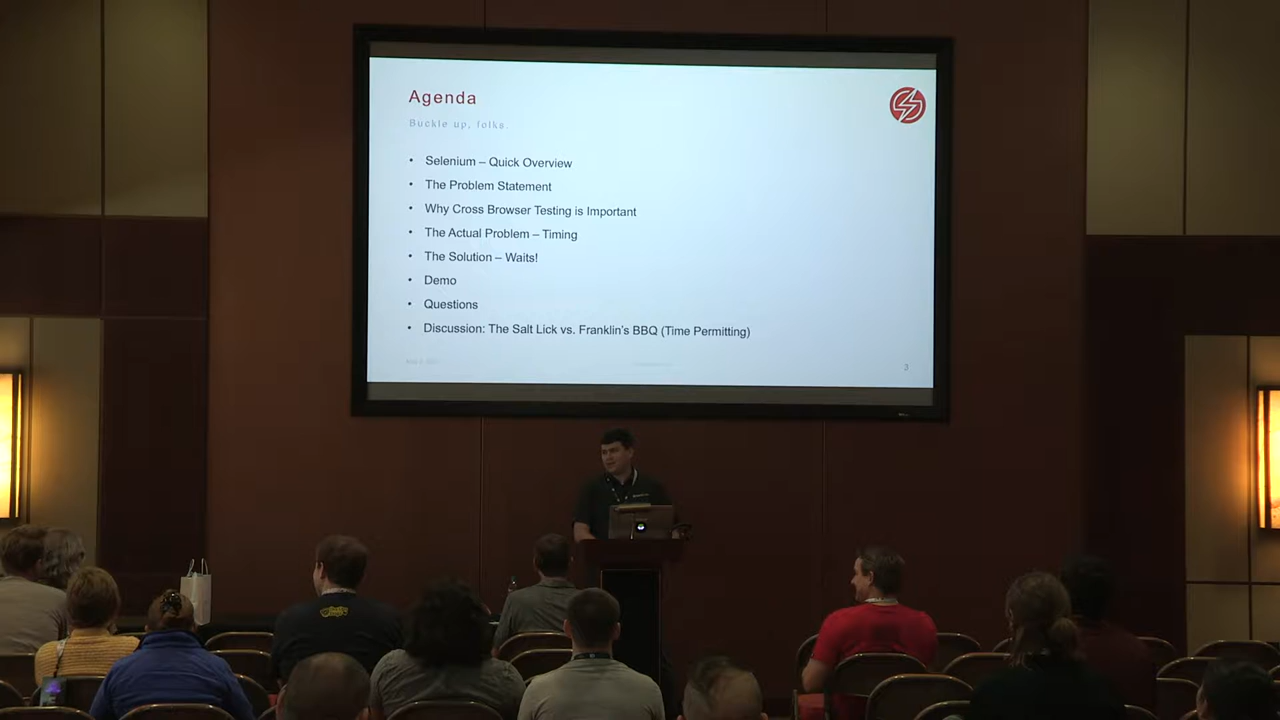 Agenda
Buckle up, folks.
• Selenium – Quick Overview
• The Problem Statement
• Why Cross Browser Testing is Important
• The Actual Problem – Timing
• The Solution – Waits!
• Demo
• Questions
• Discussion: The Salt Lick vs. Franklin's BBQ (Time Permitting)